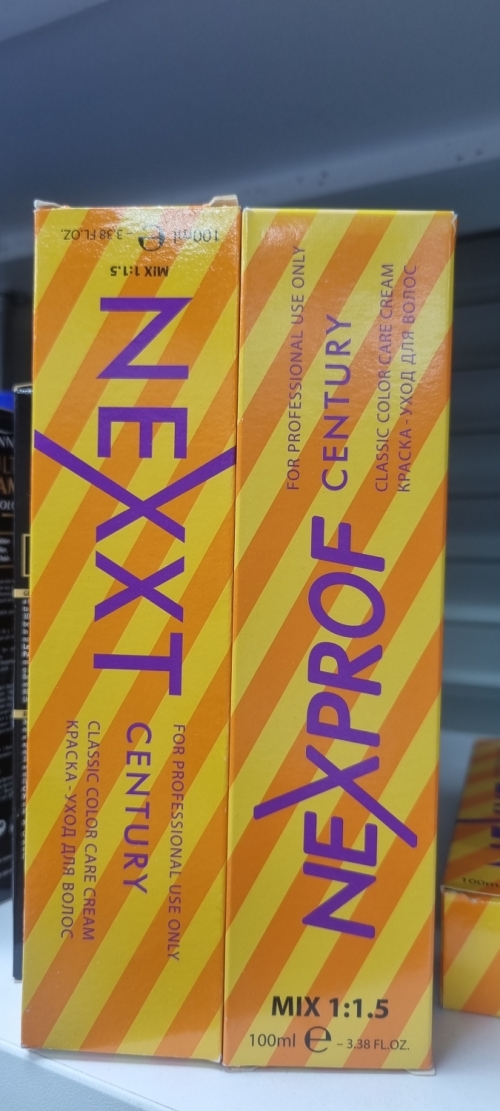 NEXXT
CENTURY
FOR PROFESSIONAL USE ONLY
CLASSIC COLOR CARE CREAM
КРАСКА - УХОД ДЛЯ ВОЛОС
MIX 1:1.5
100ml e – 3.38 FL.OZ.
NEXPROF
CENTURY
FOR PROFESSIONAL USE ONLY
CLASSIC COLOR CARE CREAM
КРАСКА - УХОД ДЛЯ ВОЛОС
MIX 1:1.5
100ml e – 3.38 FL.OZ.
100ml